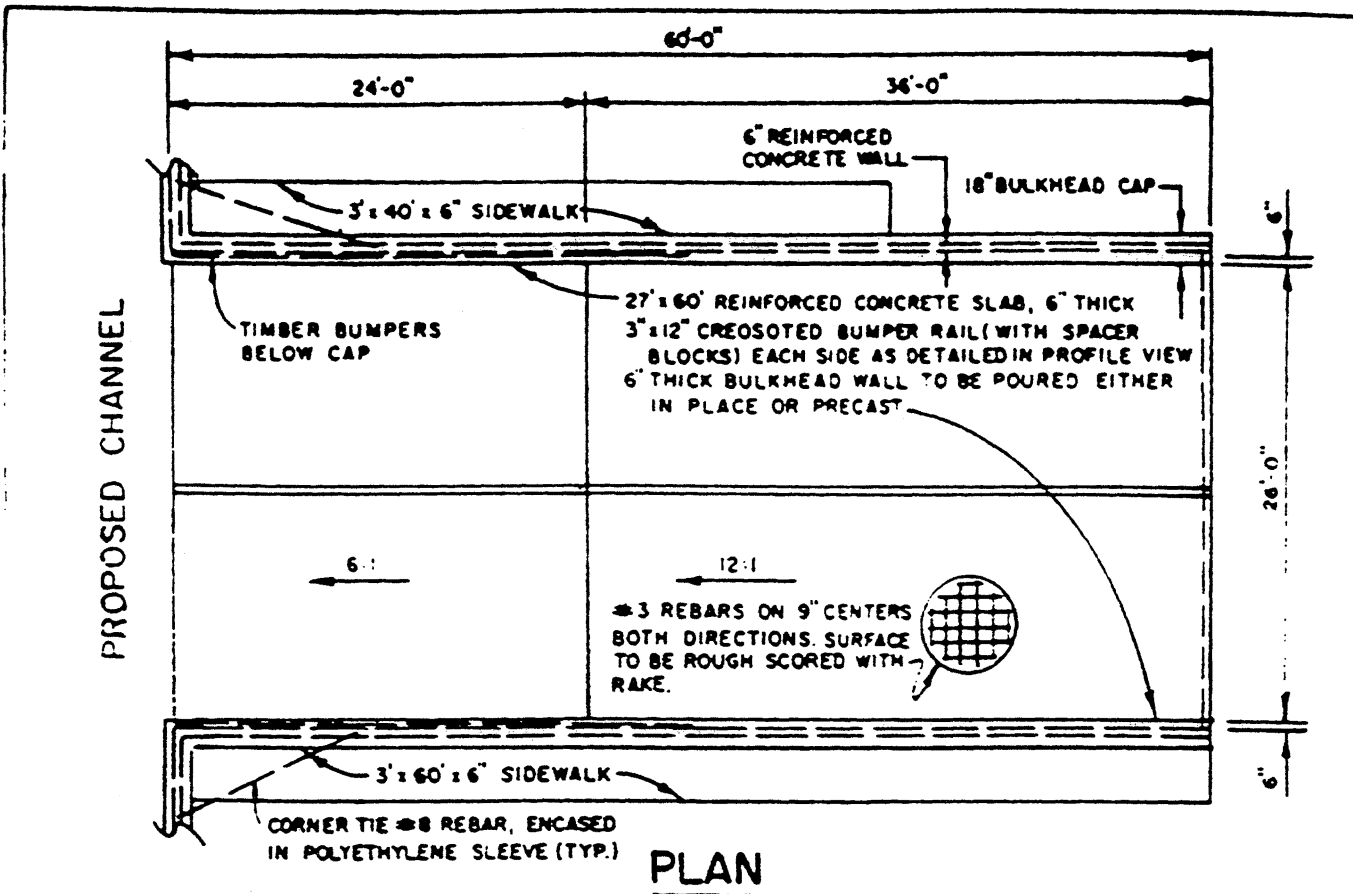 60'-0"
24'-0"
36'-0"
6" REINFORCED
CONCRETE WALL
18" BULKHEAD CAP
3' x 40' x 6" SIDEWALK
6"
27' x 60' REINFORCED CONCRETE SLAB, 6" THICK
3" x 12" CREOSOTED BUMPER RAIL (WITH SPACER
BLOCKS) EACH SIDE AS DETAILED IN PROFILE VIEW
6" THICK BULKHEAD WALL TO BE POURED EITHER
IN PLACE OR PRECAST
TIMBER BUMPERS
BELOW CAP
PROPOSED CHANNEL
26'-0"
6:1
12:1
#3 REBARS ON 9" CENTERS
BOTH DIRECTIONS. SURFACE
TO BE ROUGH SCORED WITH
RAKE.
3' x 60' x 6" SIDEWALK
6"
CORNER TIE #8 REBAR, ENCASED
IN POLYETHYLENE SLEEVE (TYP.)
PLAN